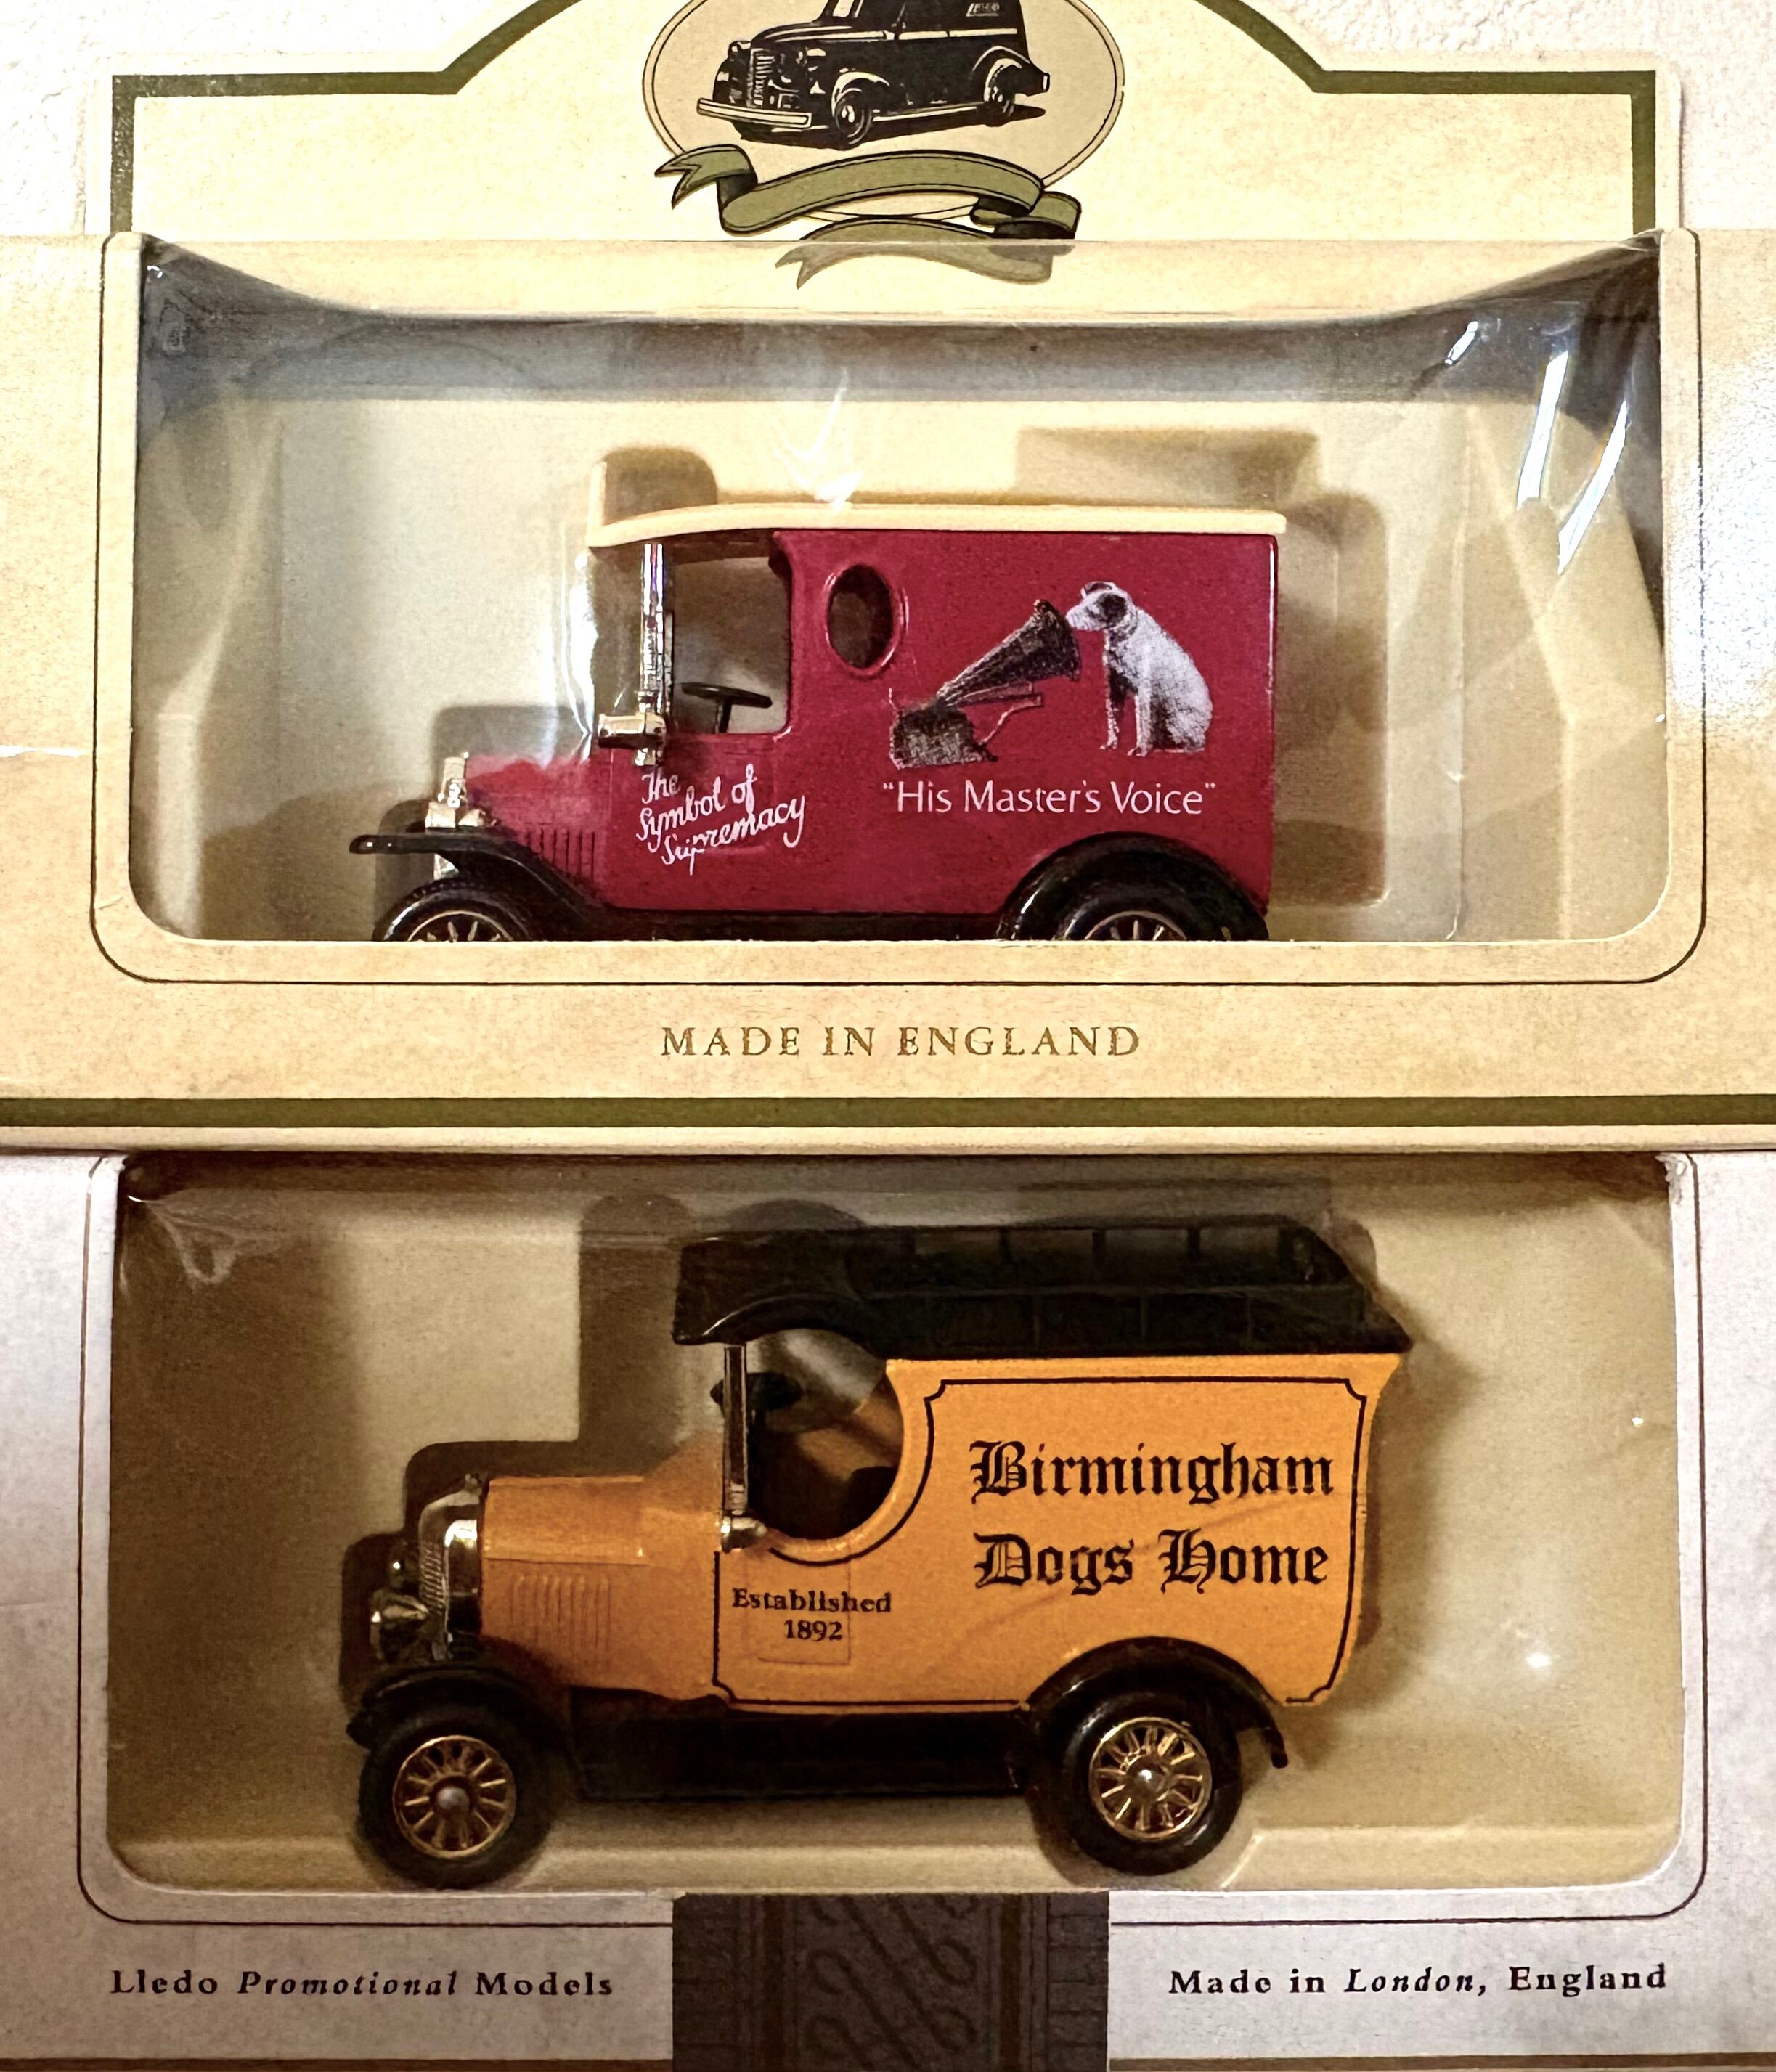 The
Symbol of
Supremacy
"His Master's Voice"
MADE IN ENGLAND
Birmingham
Dogs Home
Established
1892
Lledo Promotional Models
Made in London, England